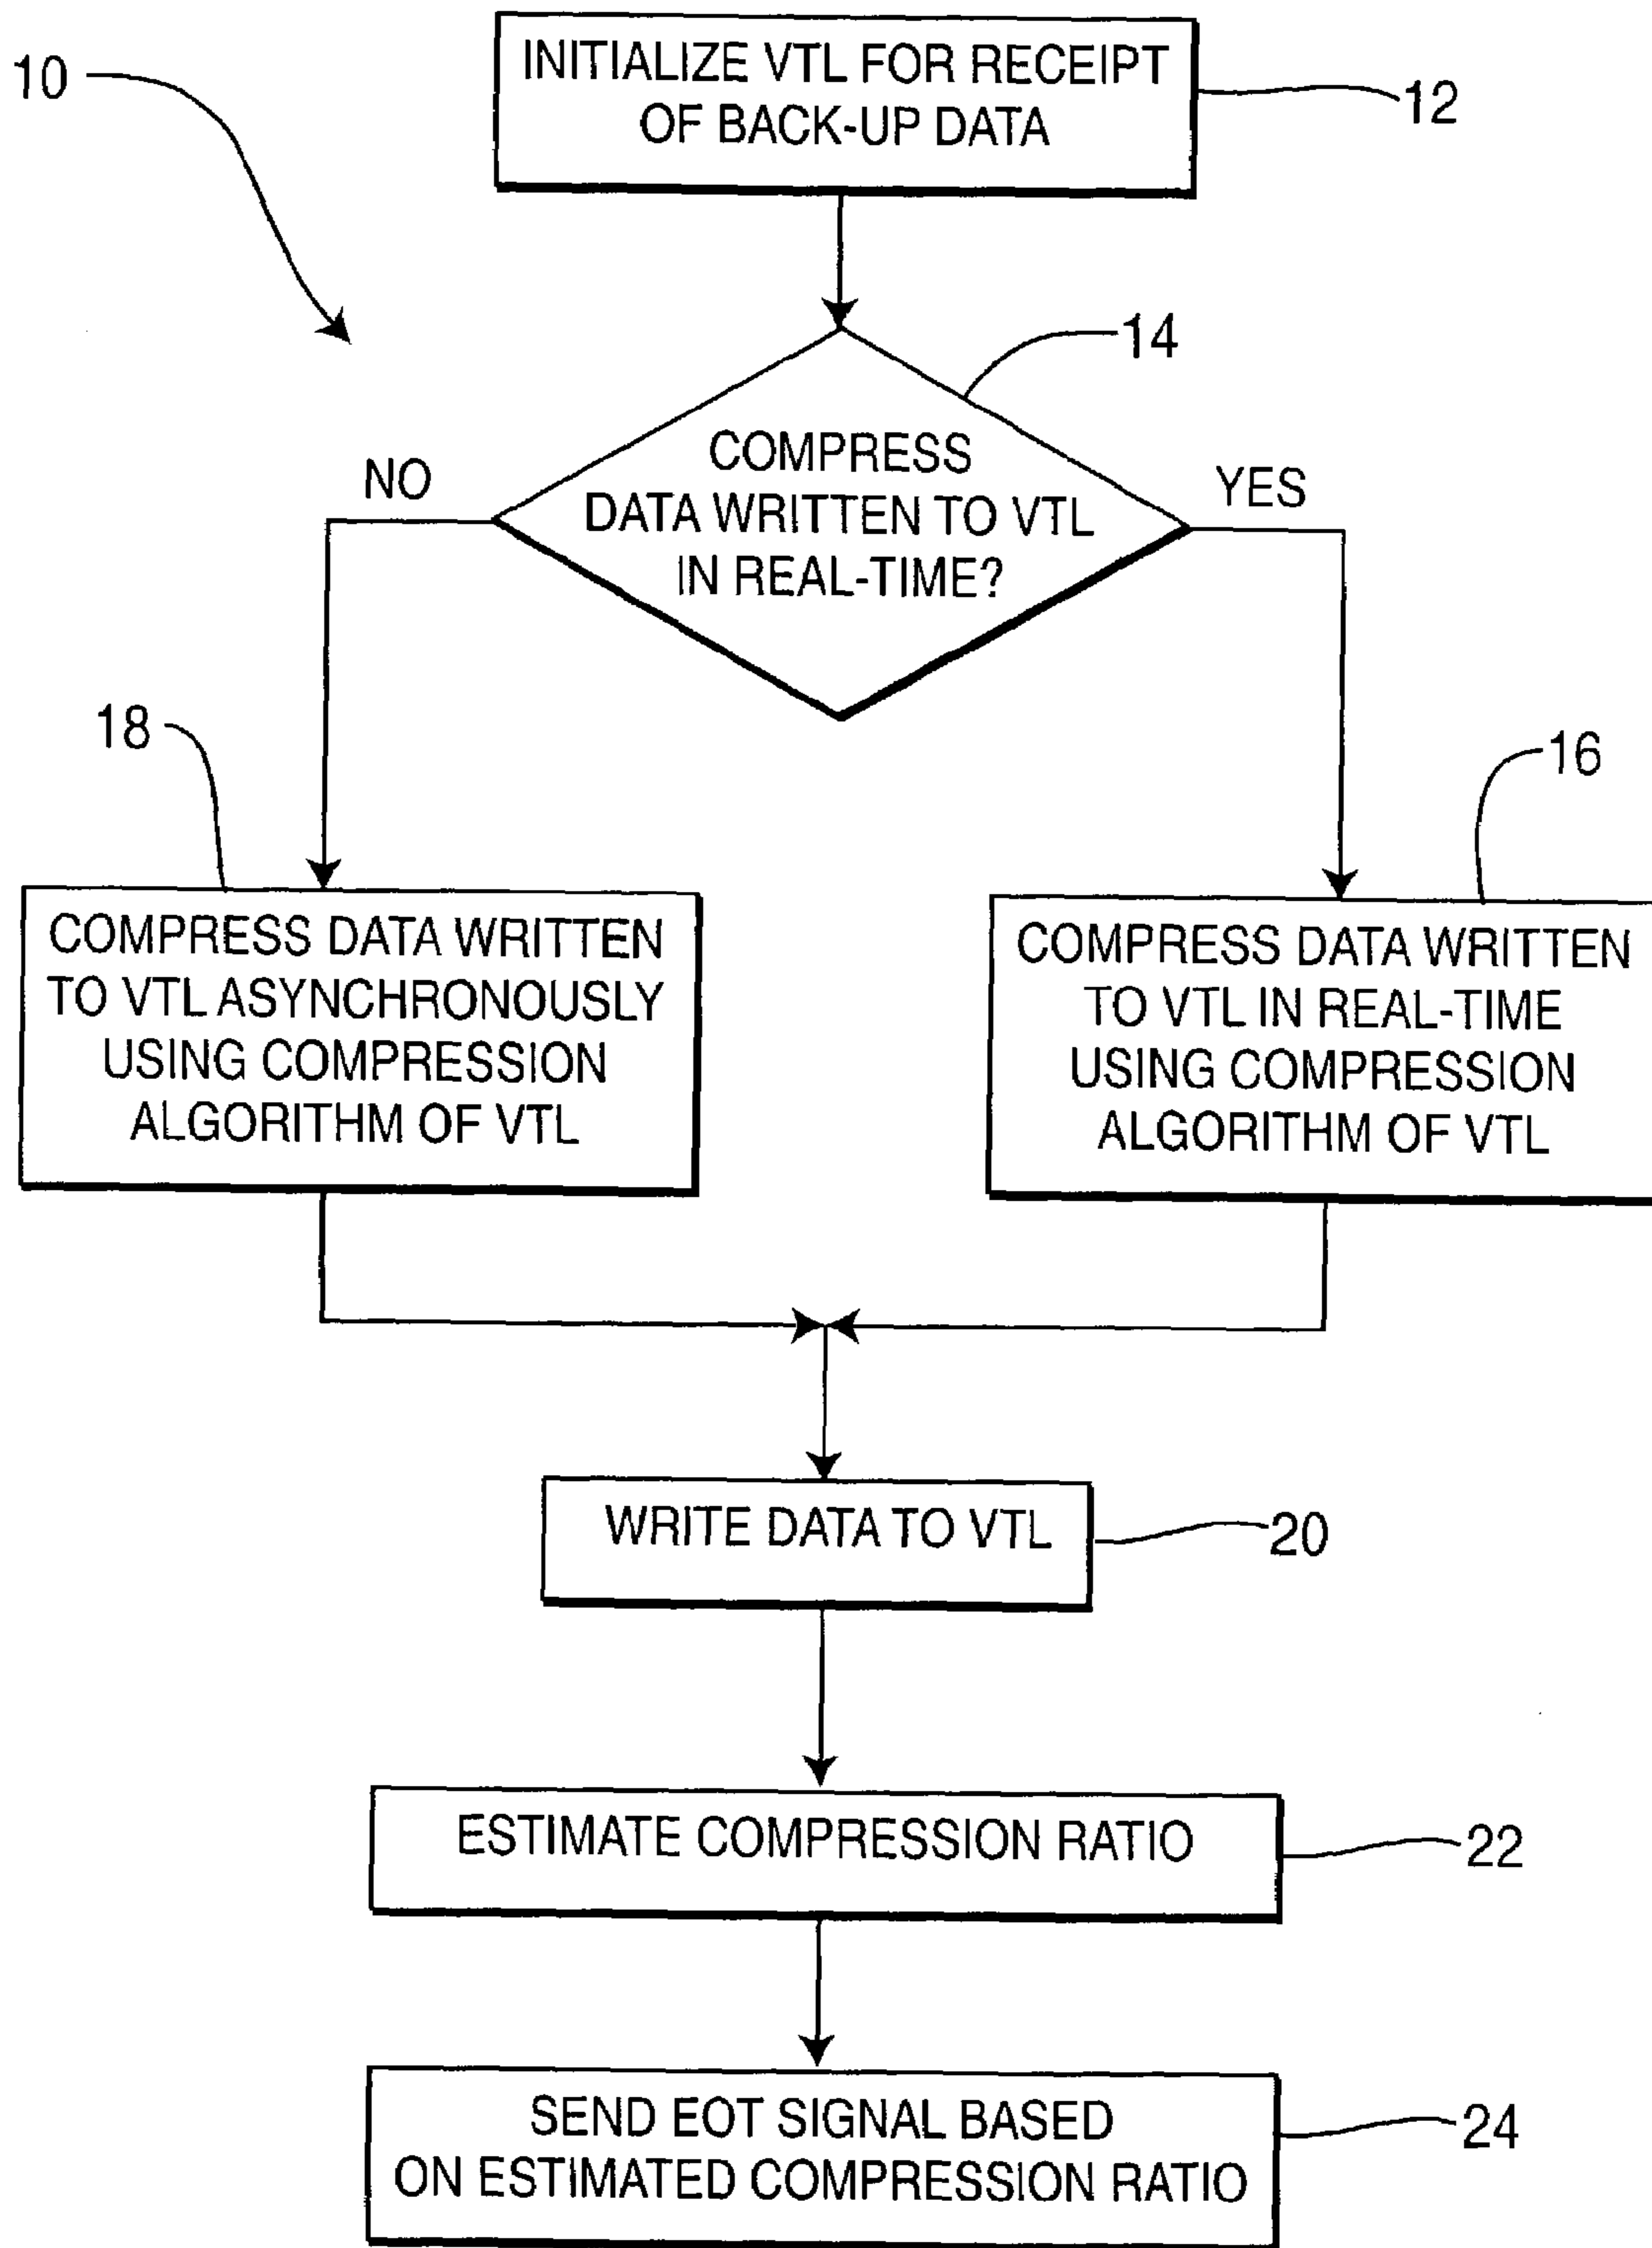 INITIALIZE VTL FOR RECEIPT
OF BACK-UP DATA
10
12
14
COMPRESS
DATA WRITTEN TO VTL
IN REAL-TIME?
NO
YES
18
16
COMPRESS DATA WRITTEN
TO VTL ASYNCHRONOUSLY
USING COMPRESSION
ALGORITHM OF VTL
COMPRESS DATA WRITTEN
TO VTL IN REAL-TIME
USING COMPRESSION
ALGORITHM OF VTL
WRITE DATA TO VTL
20
ESTIMATE COMPRESSION RATIO
22
SEND EOT SIGNAL BASED
ON ESTIMATED COMPRESSION RATIO
24